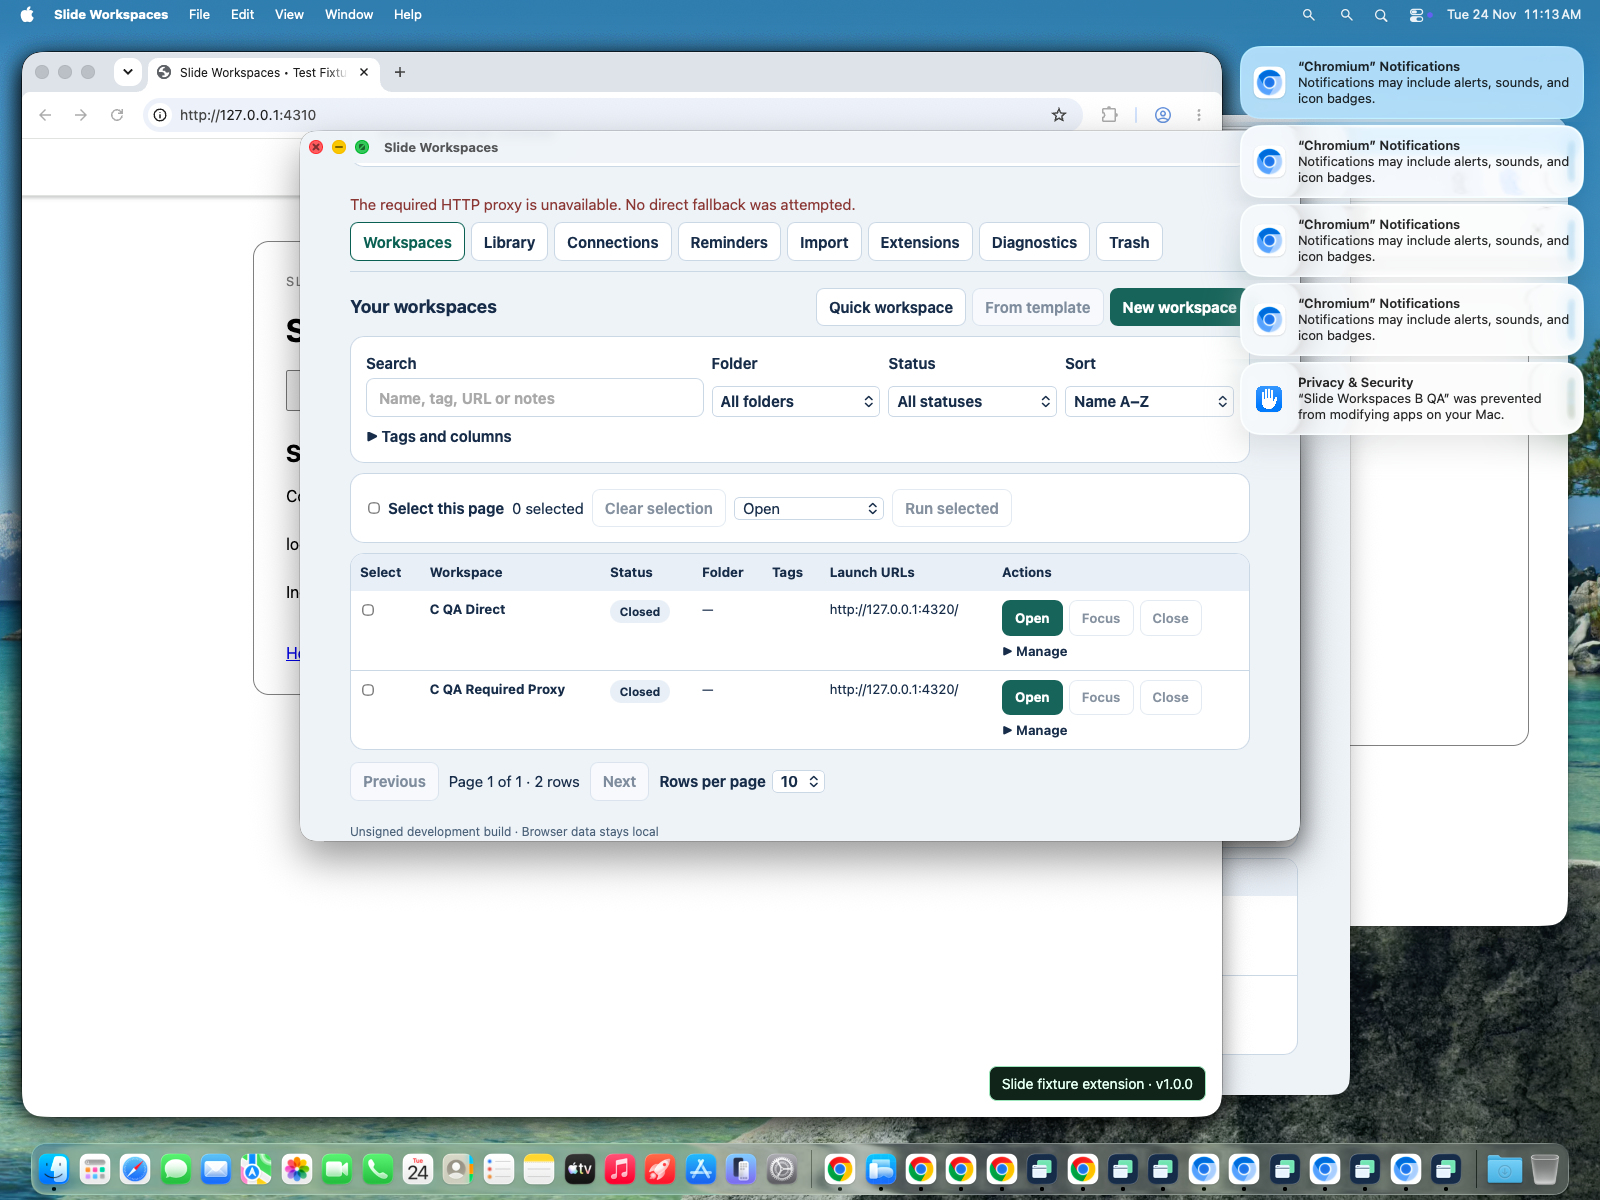 Slide Workspaces File Edit View Window Help
Tue 24 Nov 11:13 AM
Slide Workspaces • Test Fixtu
http://127.0.0.1:4310
Slide Workspaces
The required HTTP proxy is unavailable. No direct fallback was attempted.
Workspaces Library Connections Reminders Import Extensions Diagnostics Trash
Your workspaces
Quick workspace From template New workspace
Search Folder Status Sort
Name, tag, URL or notes All folders All statuses Name A–Z
Tags and columns
Select this page 0 selected Clear selection Open Run selected
Select Workspace Status Folder Tags Launch URLs Actions
C QA Direct Closed — http://127.0.0.1:4320/ Open Focus Close
Manage
C QA Required Proxy Closed — http://127.0.0.1:4320/ Open Focus Close
Manage
Previous Page 1 of 1 · 2 rows Next Rows per page 10
Unsigned development build · Browser data stays local
Slide fixture extension · v1.0.0
“Chromium” Notifications
Notifications may include alerts, sounds, and
icon badges.
“Chromium” Notifications
Notifications may include alerts, sounds, and
icon badges.
“Chromium” Notifications
Notifications may include alerts, sounds, and
icon badges.
“Chromium” Notifications
Notifications may include alerts, sounds, and
icon badges.
Privacy & Security
“Slide Workspaces B QA” was prevented
from modifying apps on your Mac.
Tue
24
tv